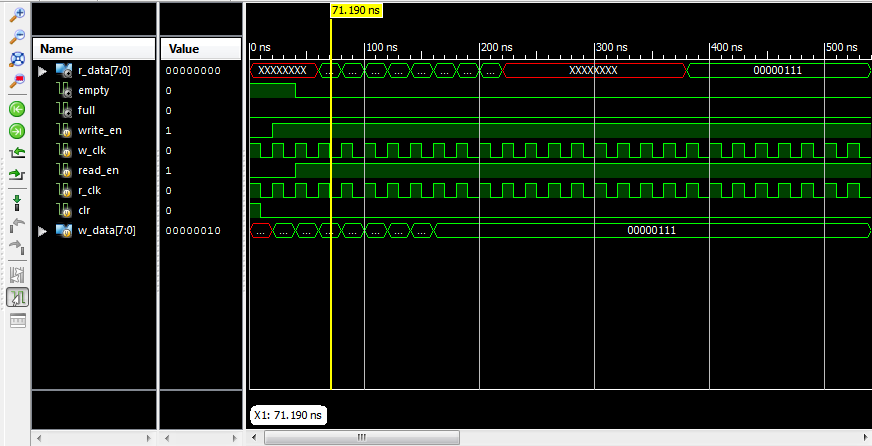 71.190 ns
Name Value 0 ns 100 ns 200 ns 300 ns 400 ns 500 ns
r_data[7:0] 00000000 XXXXXXXX ... ... ... ... ... ... ... ... XXXXXXXX 00000111
empty 0
full 0
write_en 1
w_clk 0
read_en 1
r_clk 0
clr 0
w_data[7:0] 00000010 ... ... ... ... ... ... ... ... 00000111
X1: 71.190 ns